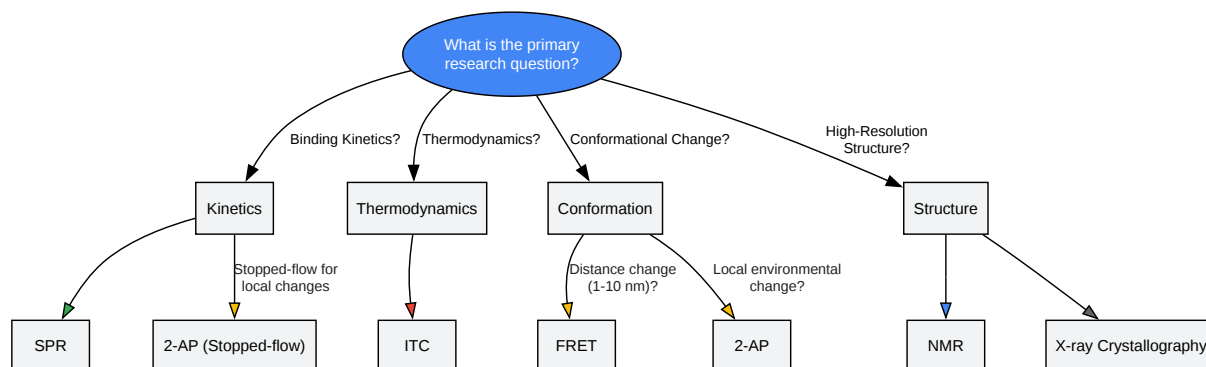 What is the primary
research question?
Binding Kinetics?
Thermodynamics?
Conformational Change?
High-Resolution
Structure?
Kinetics
Thermodynamics
Conformation
Structure
Stopped-flow for
local changes
Distance change
(1-10 nm)?
Local environmental
change?
SPR
2-AP (Stopped-flow)
ITC
FRET
2-AP
NMR
X-ray Crystallography